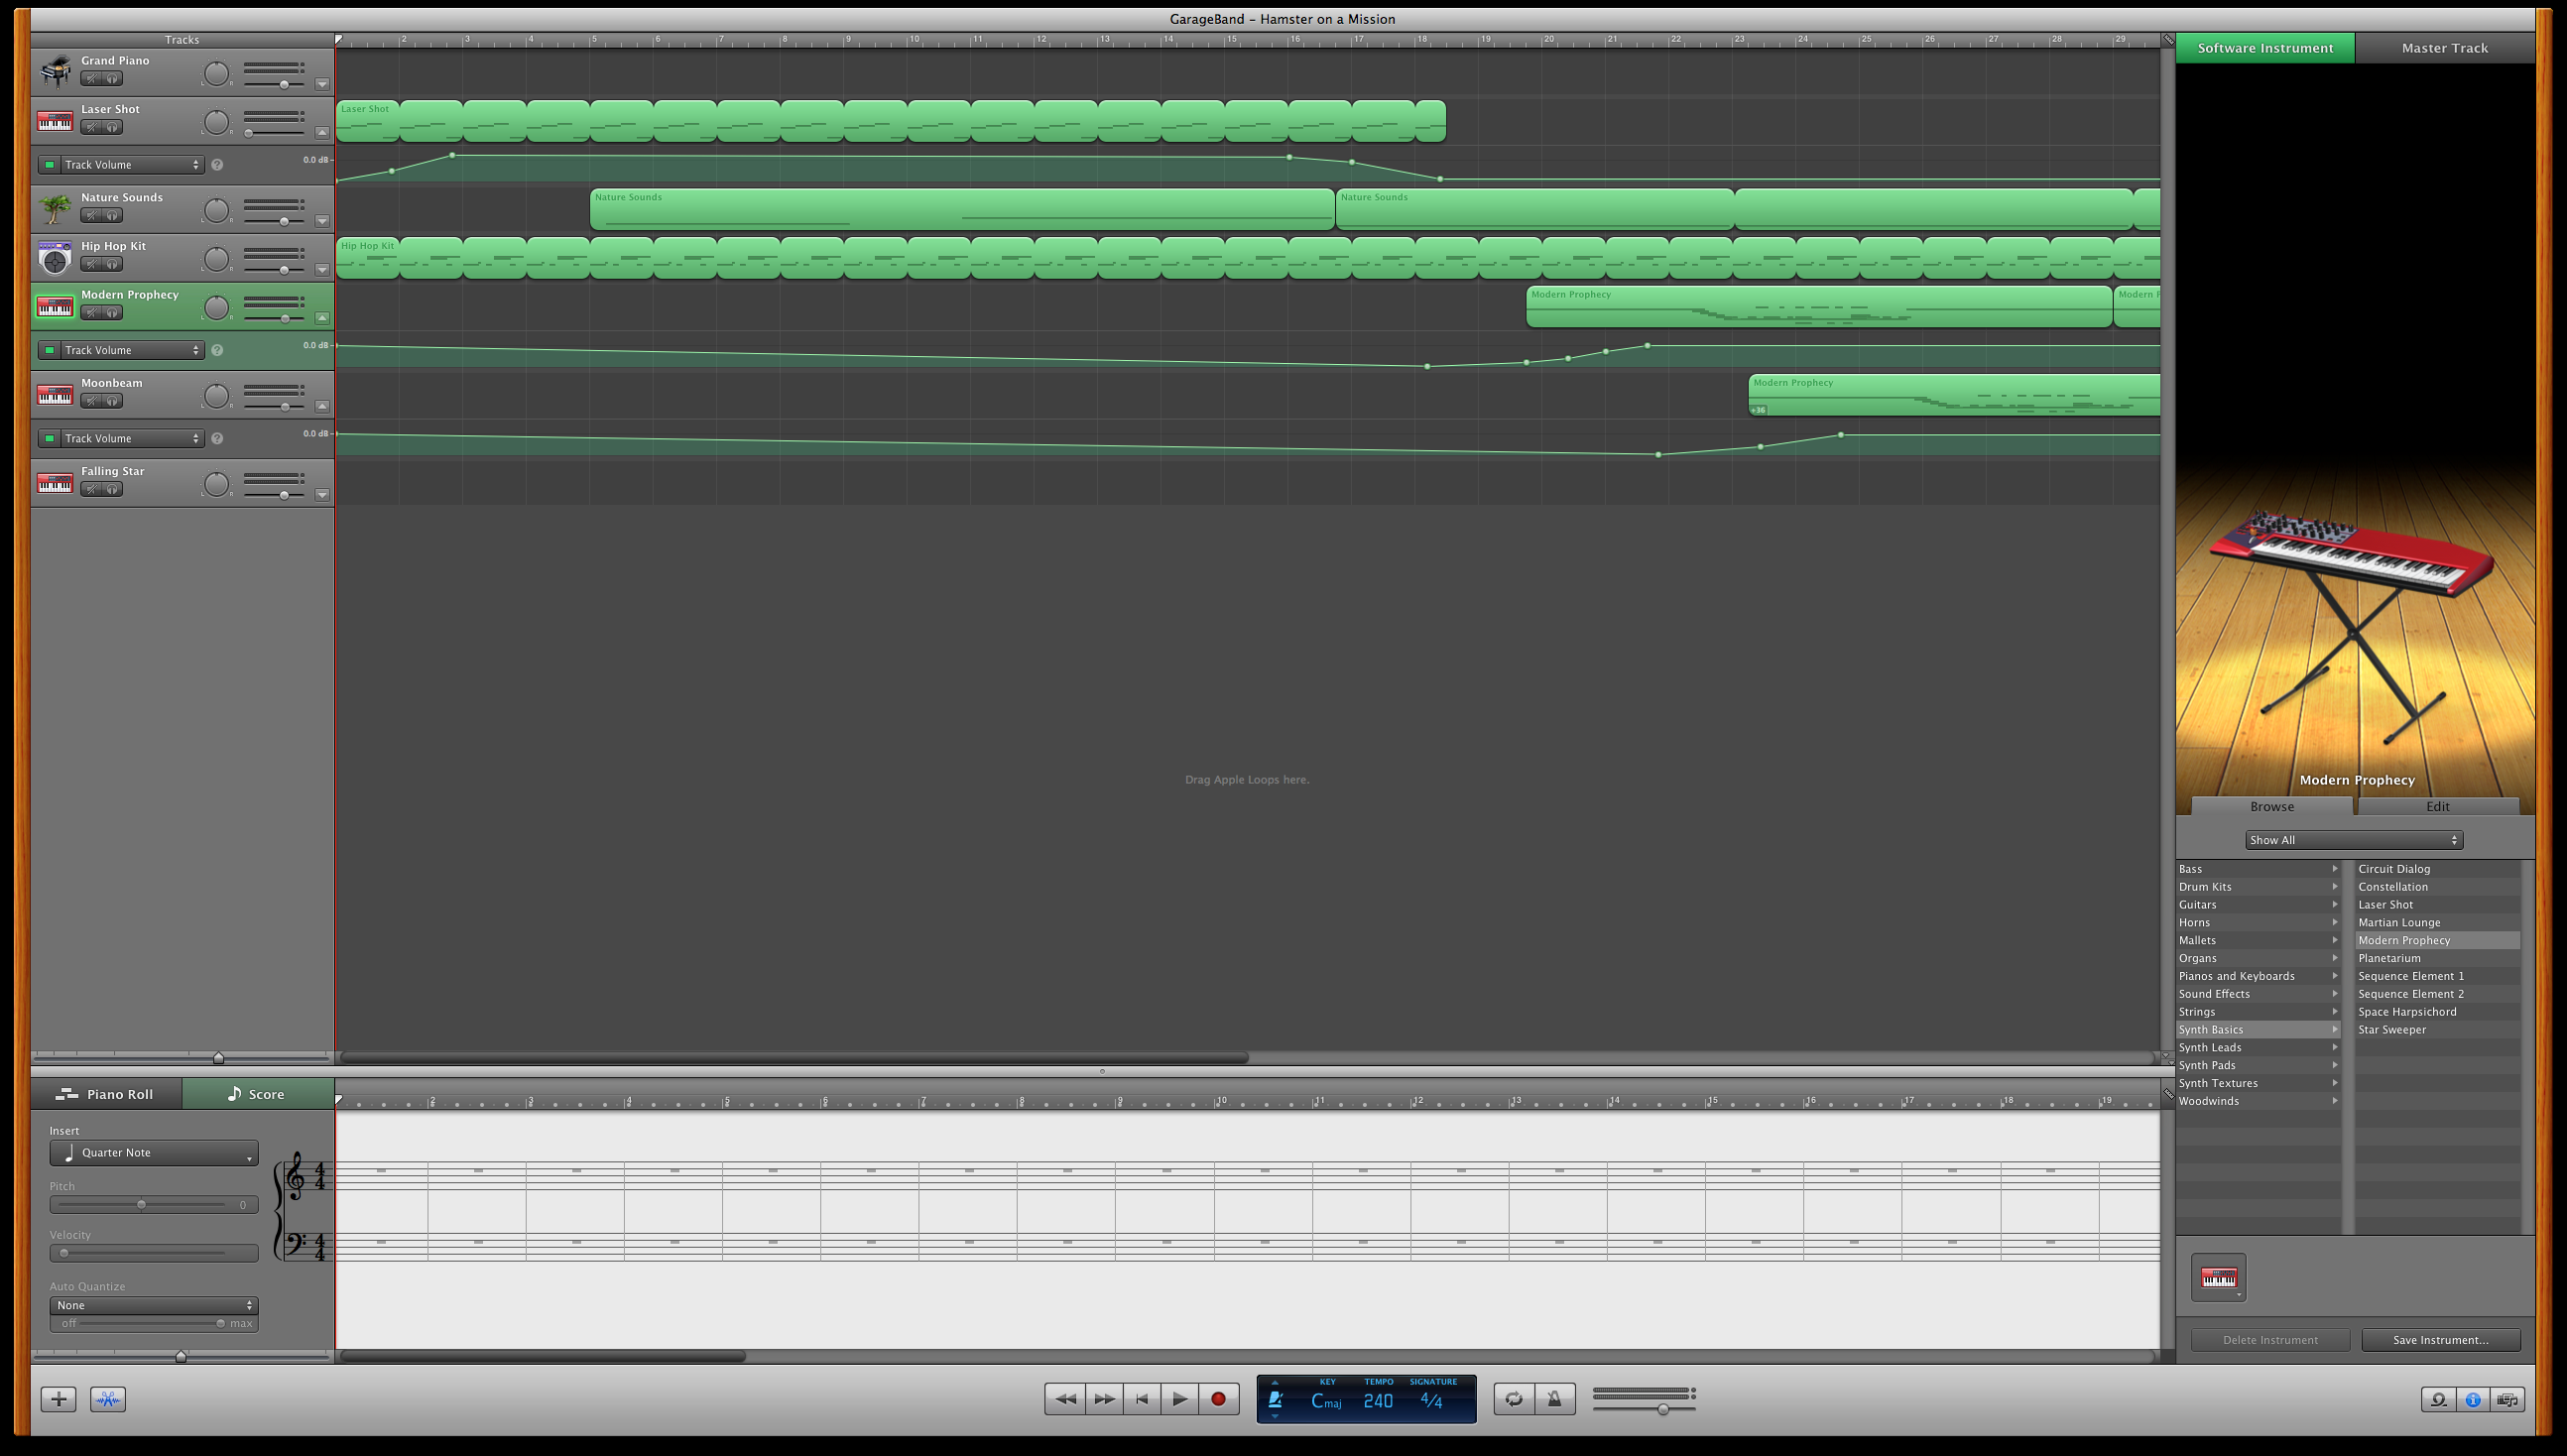 GarageBand – Hamster on a Mission
Tracks
2 3 4 5 6 7 8 9 10 11 12 13 14 15 16 17 18 19 20 21 22 23 24 25 26 27 28 29
Software Instrument
Master Track
Grand Piano
Laser Shot
Laser Shot
Track Volume
?
0.0 dB
Nature Sounds
Nature Sounds
Nature Sounds
Hip Hop Kit
Hip Hop Kit
Modern Prophecy
Modern Prophecy
Modern P
Track Volume
?
0.0 dB
Moonbeam
Modern Prophecy
+36
Track Volume
?
0.0 dB
Falling Star
Drag Apple Loops here.
Modern Prophecy
Browse
Edit
Show All
Bass
Drum Kits
Guitars
Horns
Mallets
Organs
Pianos and Keyboards
Sound Effects
Strings
Synth Basics
Synth Leads
Synth Pads
Synth Textures
Woodwinds
Circuit Dialog
Constellation
Laser Shot
Martian Lounge
Modern Prophecy
Planetarium
Sequence Element 1
Sequence Element 2
Space Harpsichord
Star Sweeper
Piano Roll
Score
2 3 4 5 6 7 8 9 10 11 12 13 14 15 16 17 18 19
Insert
Quarter Note
Pitch
0
Velocity
Auto Quantize
None
off
max
4
4
4
4
Delete Instrument
Save Instrument...
KEY TEMPO SIGNATURE
Cmaj 240 4/4